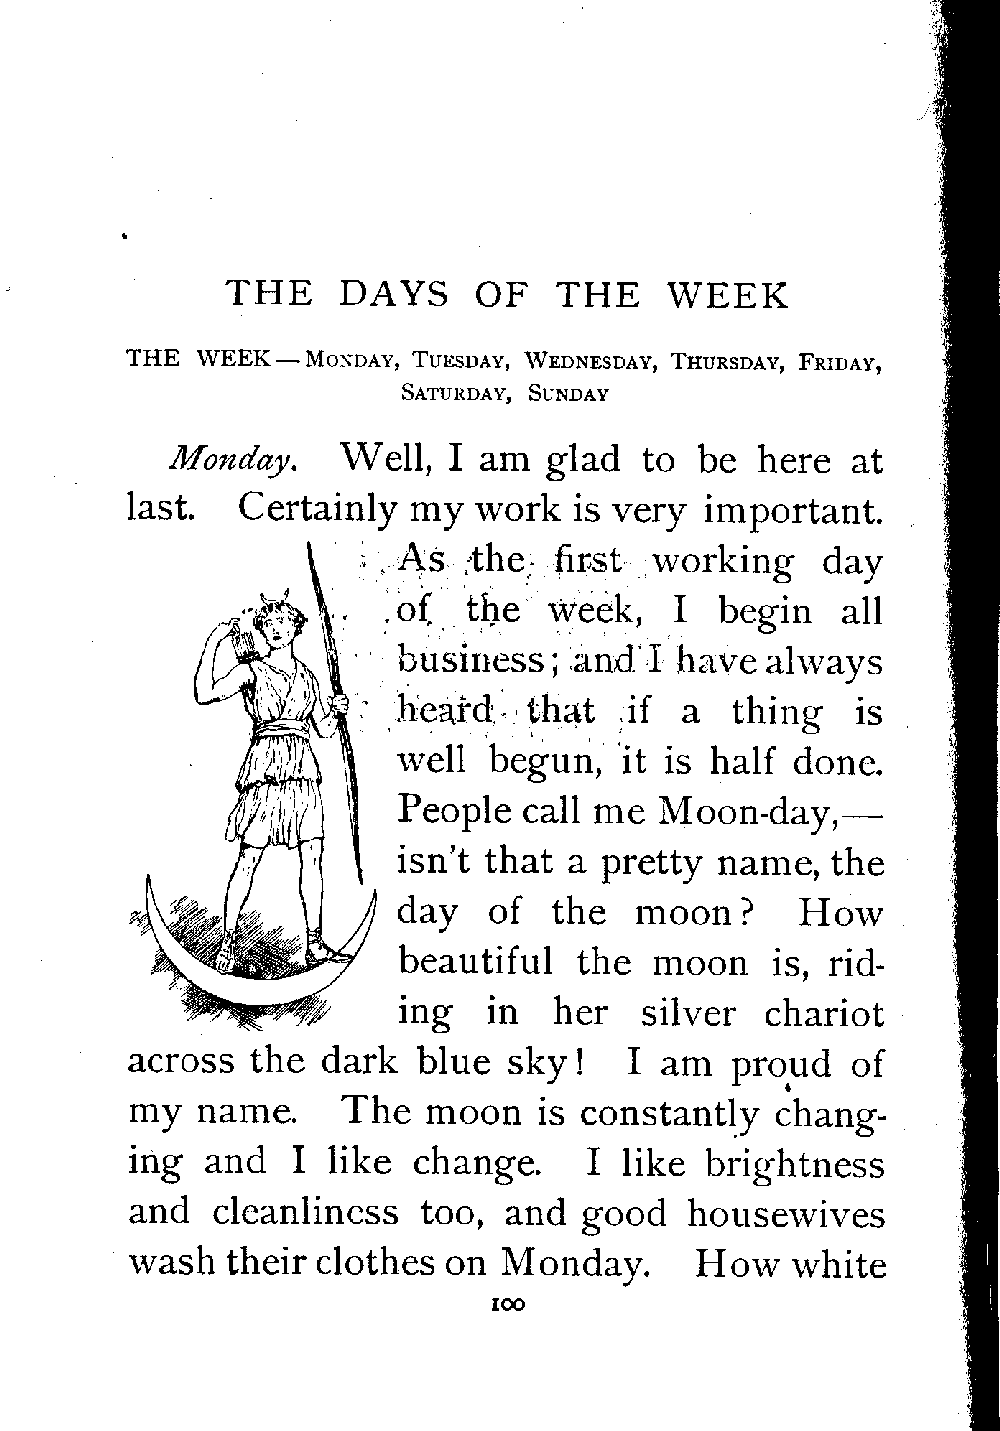 THE DAYS OF THE WEEK
THE WEEK — MONDAY, TUESDAY, WEDNESDAY, THURSDAY, FRIDAY,
SATURDAY, SUNDAY
Monday. Well, I am glad to be here at
last. Certainly my work is very important.
As the first working day
of the week, I begin all
business; and I have always
heard that if a thing is
well begun, it is half done.
People call me Moon-day,—
isn't that a pretty name, the
day of the moon? How
beautiful the moon is, rid-
ing in her silver chariot
across the dark blue sky! I am proud of
my name. The moon is constantly chang-
ing and I like change. I like brightness
and cleanliness too, and good housewives
wash their clothes on Monday. How white
100